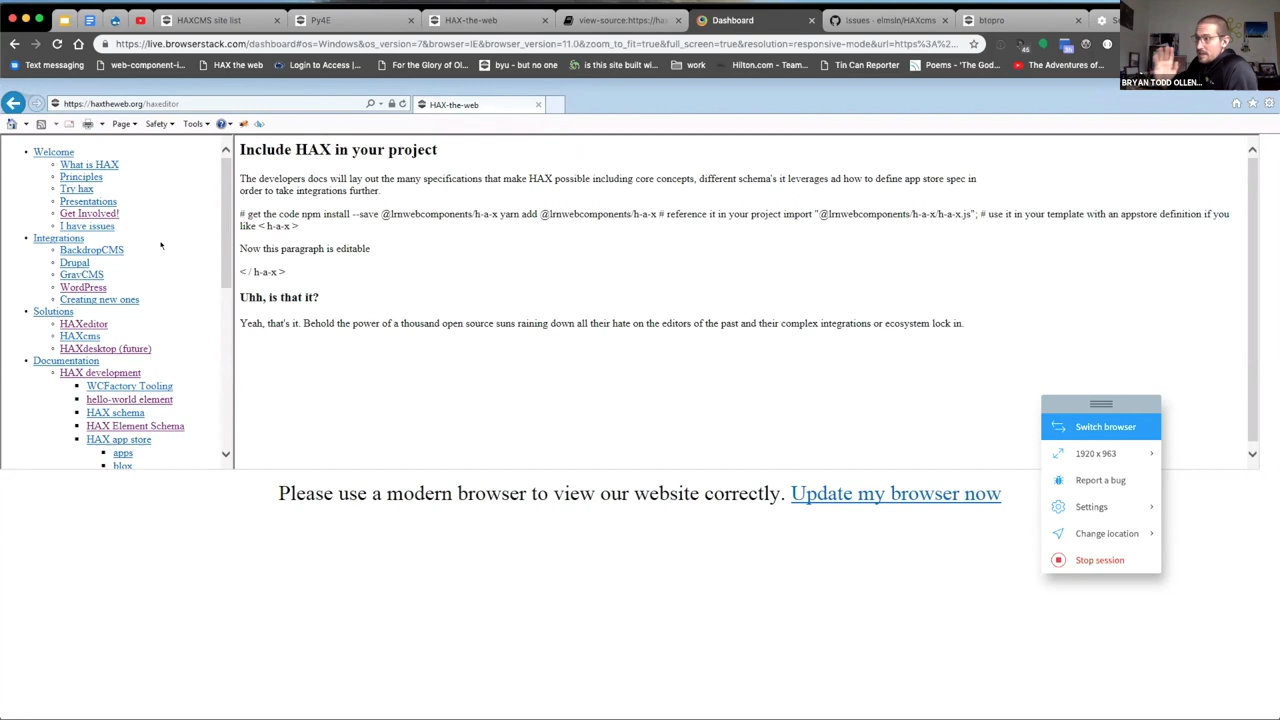 HAXCMS site list
Py4E
HAX-the-web
view-source:https://hax
Dashboard
issues - elmsln/HAXcms
btopro
https://live.browserstack.com/dashboard#os=Windows&os_version=7&browser=IE&browser_version=11.0&zoom_to_fit=true&full_screen=true&resolution=responsive-mode&url=https%3A%2...
Text messaging
web-component-i...
HAX the web
Login to Access |...
For the Glory of Ol...
byu - but no one
is this site built wi...
work
Hilton.com - Team...
Tin Can Reporter
Poems - 'The God...
The Adventures of...
BRYAN TODD OLLEN...
https://haxtheweb.org/haxeditor
HAX-the-web
Page
Safety
Tools
Welcome
What is HAX
Principles
Try hax
Presentations
Get Involved!
I have issues
Integrations
BackdropCMS
Drupal
GravCMS
WordPress
Creating new ones
Solutions
HAXeditor
HAXcms
HAXdesktop (future)
Documentation
HAX development
WCFactory Tooling
hello-world element
HAX schema
HAX Element Schema
HAX app store
apps
blox
Include HAX in your project
The developers docs will lay out the many specifications that make HAX possible including core concepts, different schema's it leverages ad how to define app store spec in
order to take integrations further.
# get the code npm install --save @lrnwebcomponents/h-a-x yarn add @lrnwebcomponents/h-a-x # reference it in your project import "@lrnwebcomponents/h-a-x/h-a-x.js"; # use it in your template with an appstore definition if you
like < h-a-x >
Now this paragraph is editable
< / h-a-x >
Uhh, is that it?
Yeah, that's it. Behold the power of a thousand open source suns raining down all their hate on the editors of the past and their complex integrations or ecosystem lock in.
Switch browser
1920 x 963
Report a bug
Settings
Change location
Stop session
Please use a modern browser to view our website correctly. Update my browser now